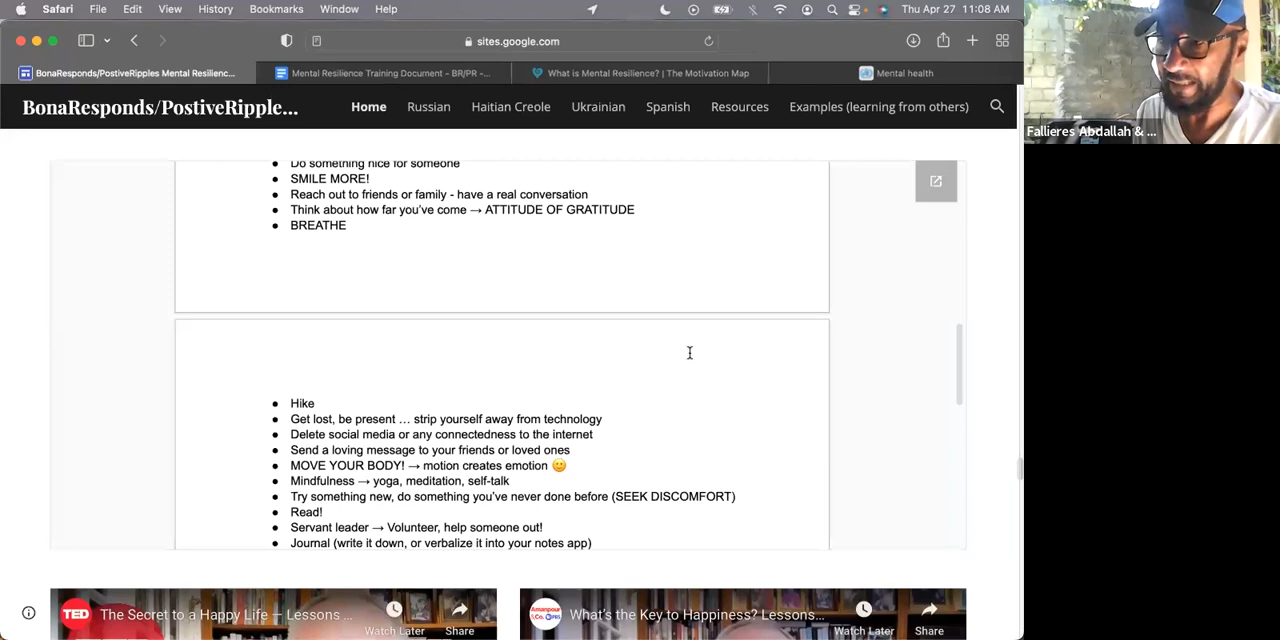 Safari File Edit View History Bookmarks Window Help Thu Apr 27 11:08 AM
sites.google.com
BonaResponds/PostiveRipples Mental Resilienc... Mental Resilience Training Document - BR/PR -... What is Mental Resilience? | The Motivation Map Mental health
BonaResponds/PostiveRipple... Home Russian Haitian Creole Ukrainian Spanish Resources Examples (learning from others)
Fallieres Abdallah & ...
● Do something nice for someone
● SMILE MORE!
● Reach out to friends or family - have a real conversation
● Think about how far you've come → ATTITUDE OF GRATITUDE
● BREATHE
● Hike
● Get lost, be present … strip yourself away from technology
● Delete social media or any connectedness to the internet
● Send a loving message to your friends or loved ones
● MOVE YOUR BODY! → motion creates emotion 🙂
● Mindfulness → yoga, meditation, self-talk
● Try something new, do something you've never done before (SEEK DISCOMFORT)
● Read!
● Servant leader → Volunteer, help someone out!
● Journal (write it down, or verbalize it into your notes app)
TED The Secret to a Happy Life — Lessons ... Watch Later Share
Amanpour &Co. PBS What's the Key to Happiness? Lessons... Watch Later Share